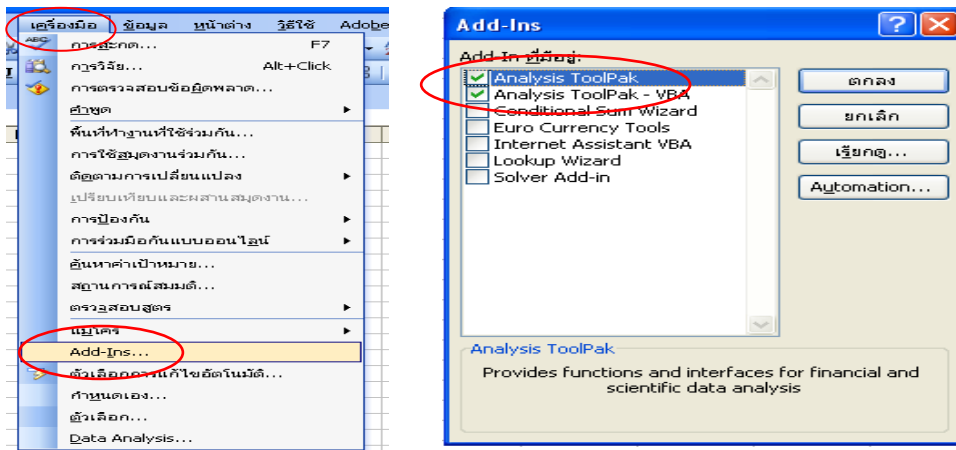 เครื่องมือ ข้อมูล หน้าต่าง วิธีใช้ Adobe
ABC การสะกด... F7
การวิจัย... Alt+Click
การตรวจสอบข้อผิดพลาด...
คำพูด
พื้นที่ทำงานที่ใช้ร่วมกัน...
การใช้สมุดงานร่วมกัน...
ติดตามการเปลี่ยนแปลง
เปรียบเทียบและผสานสมุดงาน...
การป้องกัน
การร่วมมือกันแบบออนไลน์
ค้นหาค่าเป้าหมาย...
สถานการณ์สมมติ...
ตรวจสอบสูตร
แมโคร
Add-Ins...
ตัวเลือกการแก้ไขอัตโนมัติ...
กำหนดเอง...
ตัวเลือก...
Data Analysis...
Add-Ins
Add-In ที่มีอยู่:
Analysis ToolPak
Analysis ToolPak - VBA
Conditional Sum Wizard
Euro Currency Tools
Internet Assistant VBA
Lookup Wizard
Solver Add-in
ตกลง
ยกเลิก
เรียกดู...
Automation...
Analysis ToolPak
Provides functions and interfaces for financial and
scientific data analysis